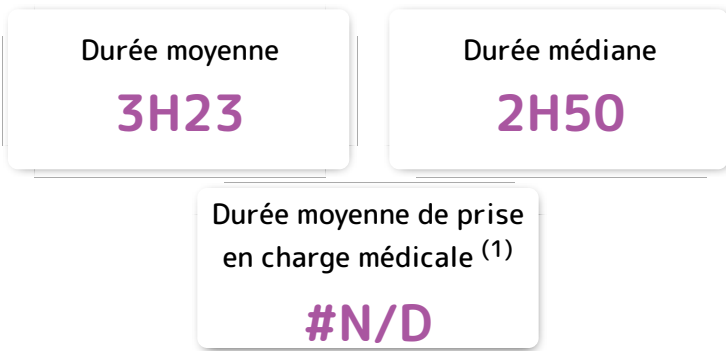 Durée moyenne
3H23
Durée médiane
2H50
Durée moyenne de prise
en charge médicale (1)
#N/D